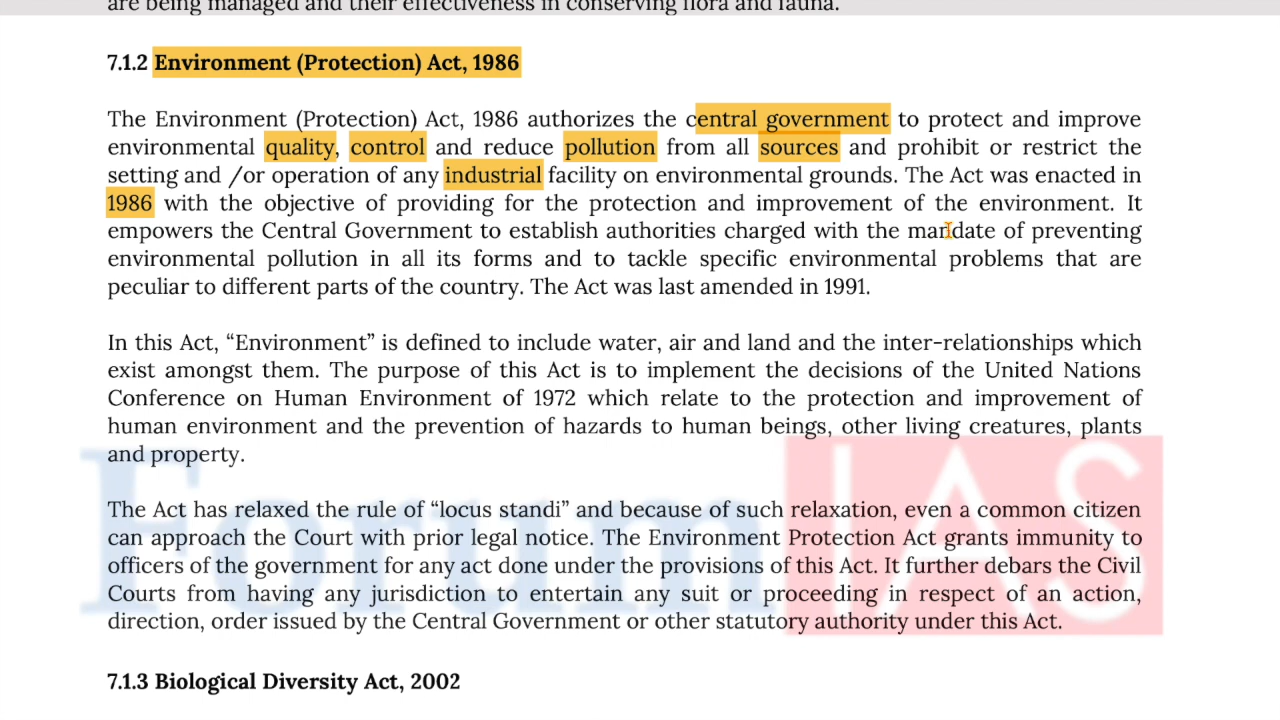 are being managed and their effectiveness in conserving flora and fauna.
7.1.2 Environment (Protection) Act, 1986
The Environment (Protection) Act, 1986 authorizes the central government to protect and improve
environmental quality, control and reduce pollution from all sources and prohibit or restrict the
setting and /or operation of any industrial facility on environmental grounds. The Act was enacted in
1986 with the objective of providing for the protection and improvement of the environment. It
empowers the Central Government to establish authorities charged with the mandate of preventing
environmental pollution in all its forms and to tackle specific environmental problems that are
peculiar to different parts of the country. The Act was last amended in 1991.
In this Act, “Environment” is defined to include water, air and land and the inter-relationships which
exist amongst them. The purpose of this Act is to implement the decisions of the United Nations
Conference on Human Environment of 1972 which relate to the protection and improvement of
human environment and the prevention of hazards to human beings, other living creatures, plants
and property.
The Act has relaxed the rule of “locus standi” and because of such relaxation, even a common citizen
can approach the Court with prior legal notice. The Environment Protection Act grants immunity to
officers of the government for any act done under the provisions of this Act. It further debars the Civil
Courts from having any jurisdiction to entertain any suit or proceeding in respect of an action,
direction, order issued by the Central Government or other statutory authority under this Act.
Forum IAS
7.1.3 Biological Diversity Act, 2002